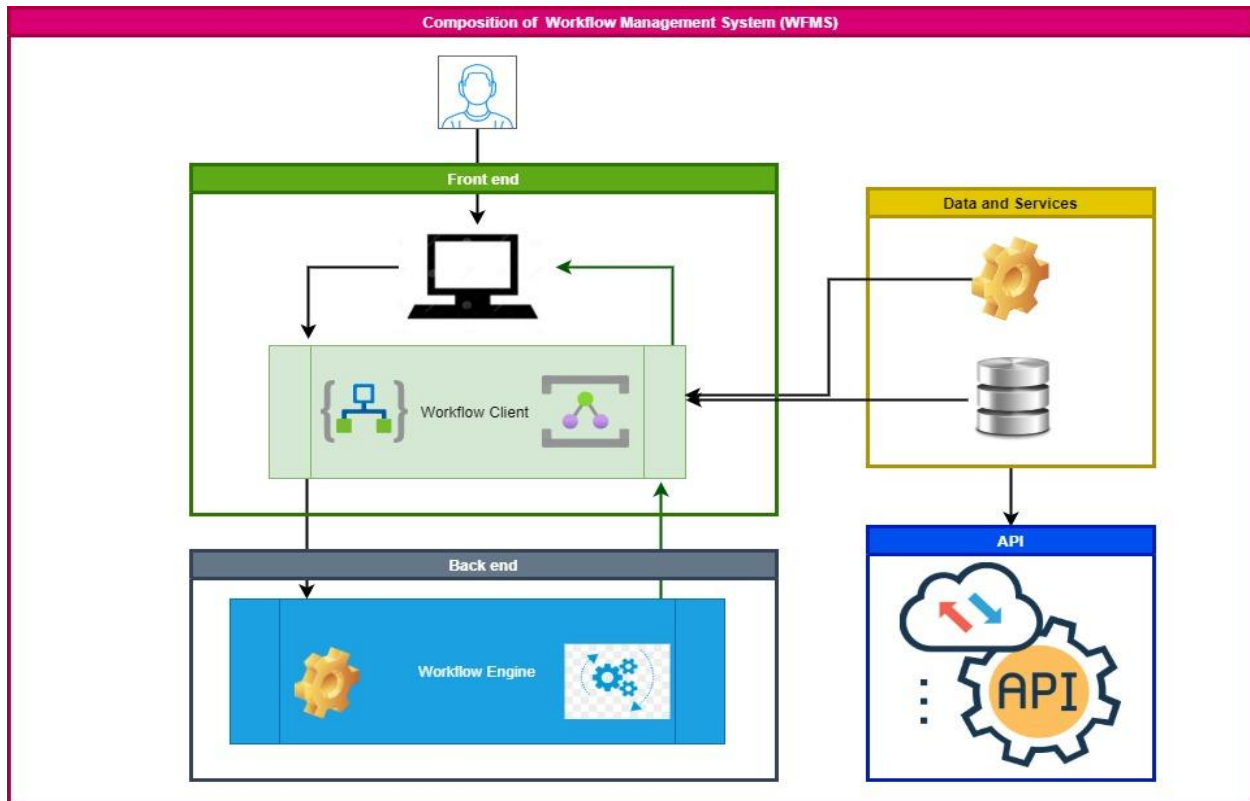 Composition of Workflow Management System (WFMS)
Front end
Data and Services
Workflow Client
API
Back end
Workflow Engine
API